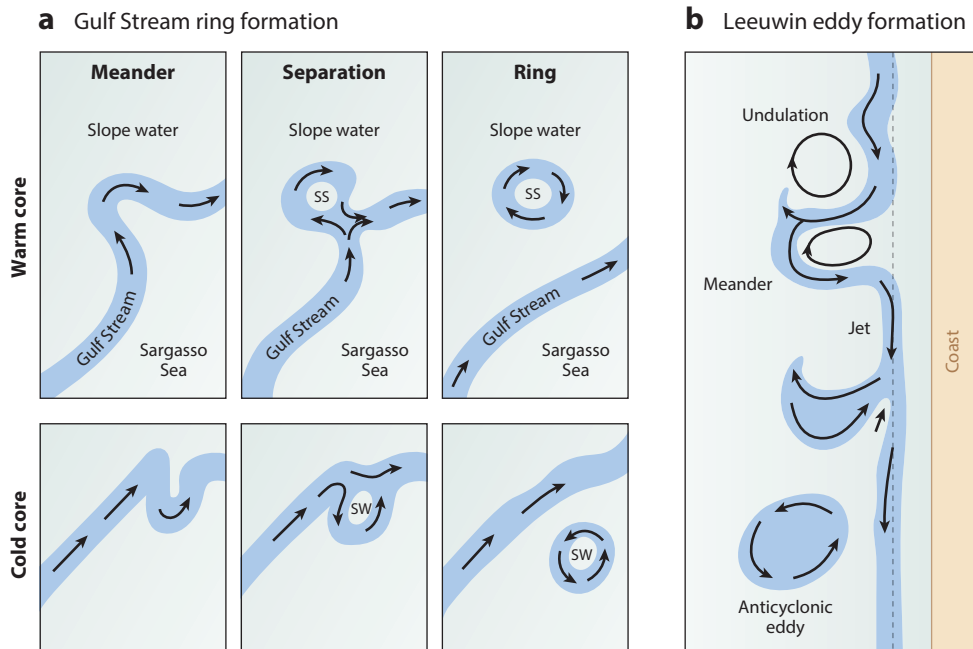 a Gulf Stream ring formation
Meander
Separation
Ring
Warm core
Slope water
Gulf Stream
Sargasso
Sea
Slope water
SS
Gulf Stream
Sargasso
Sea
Slope water
SS
Gulf Stream
Sargasso
Sea
Cold core
SW
SW
b Leeuwin eddy formation
Undulation
Meander
Jet
Coast
Anticyclonic
eddy